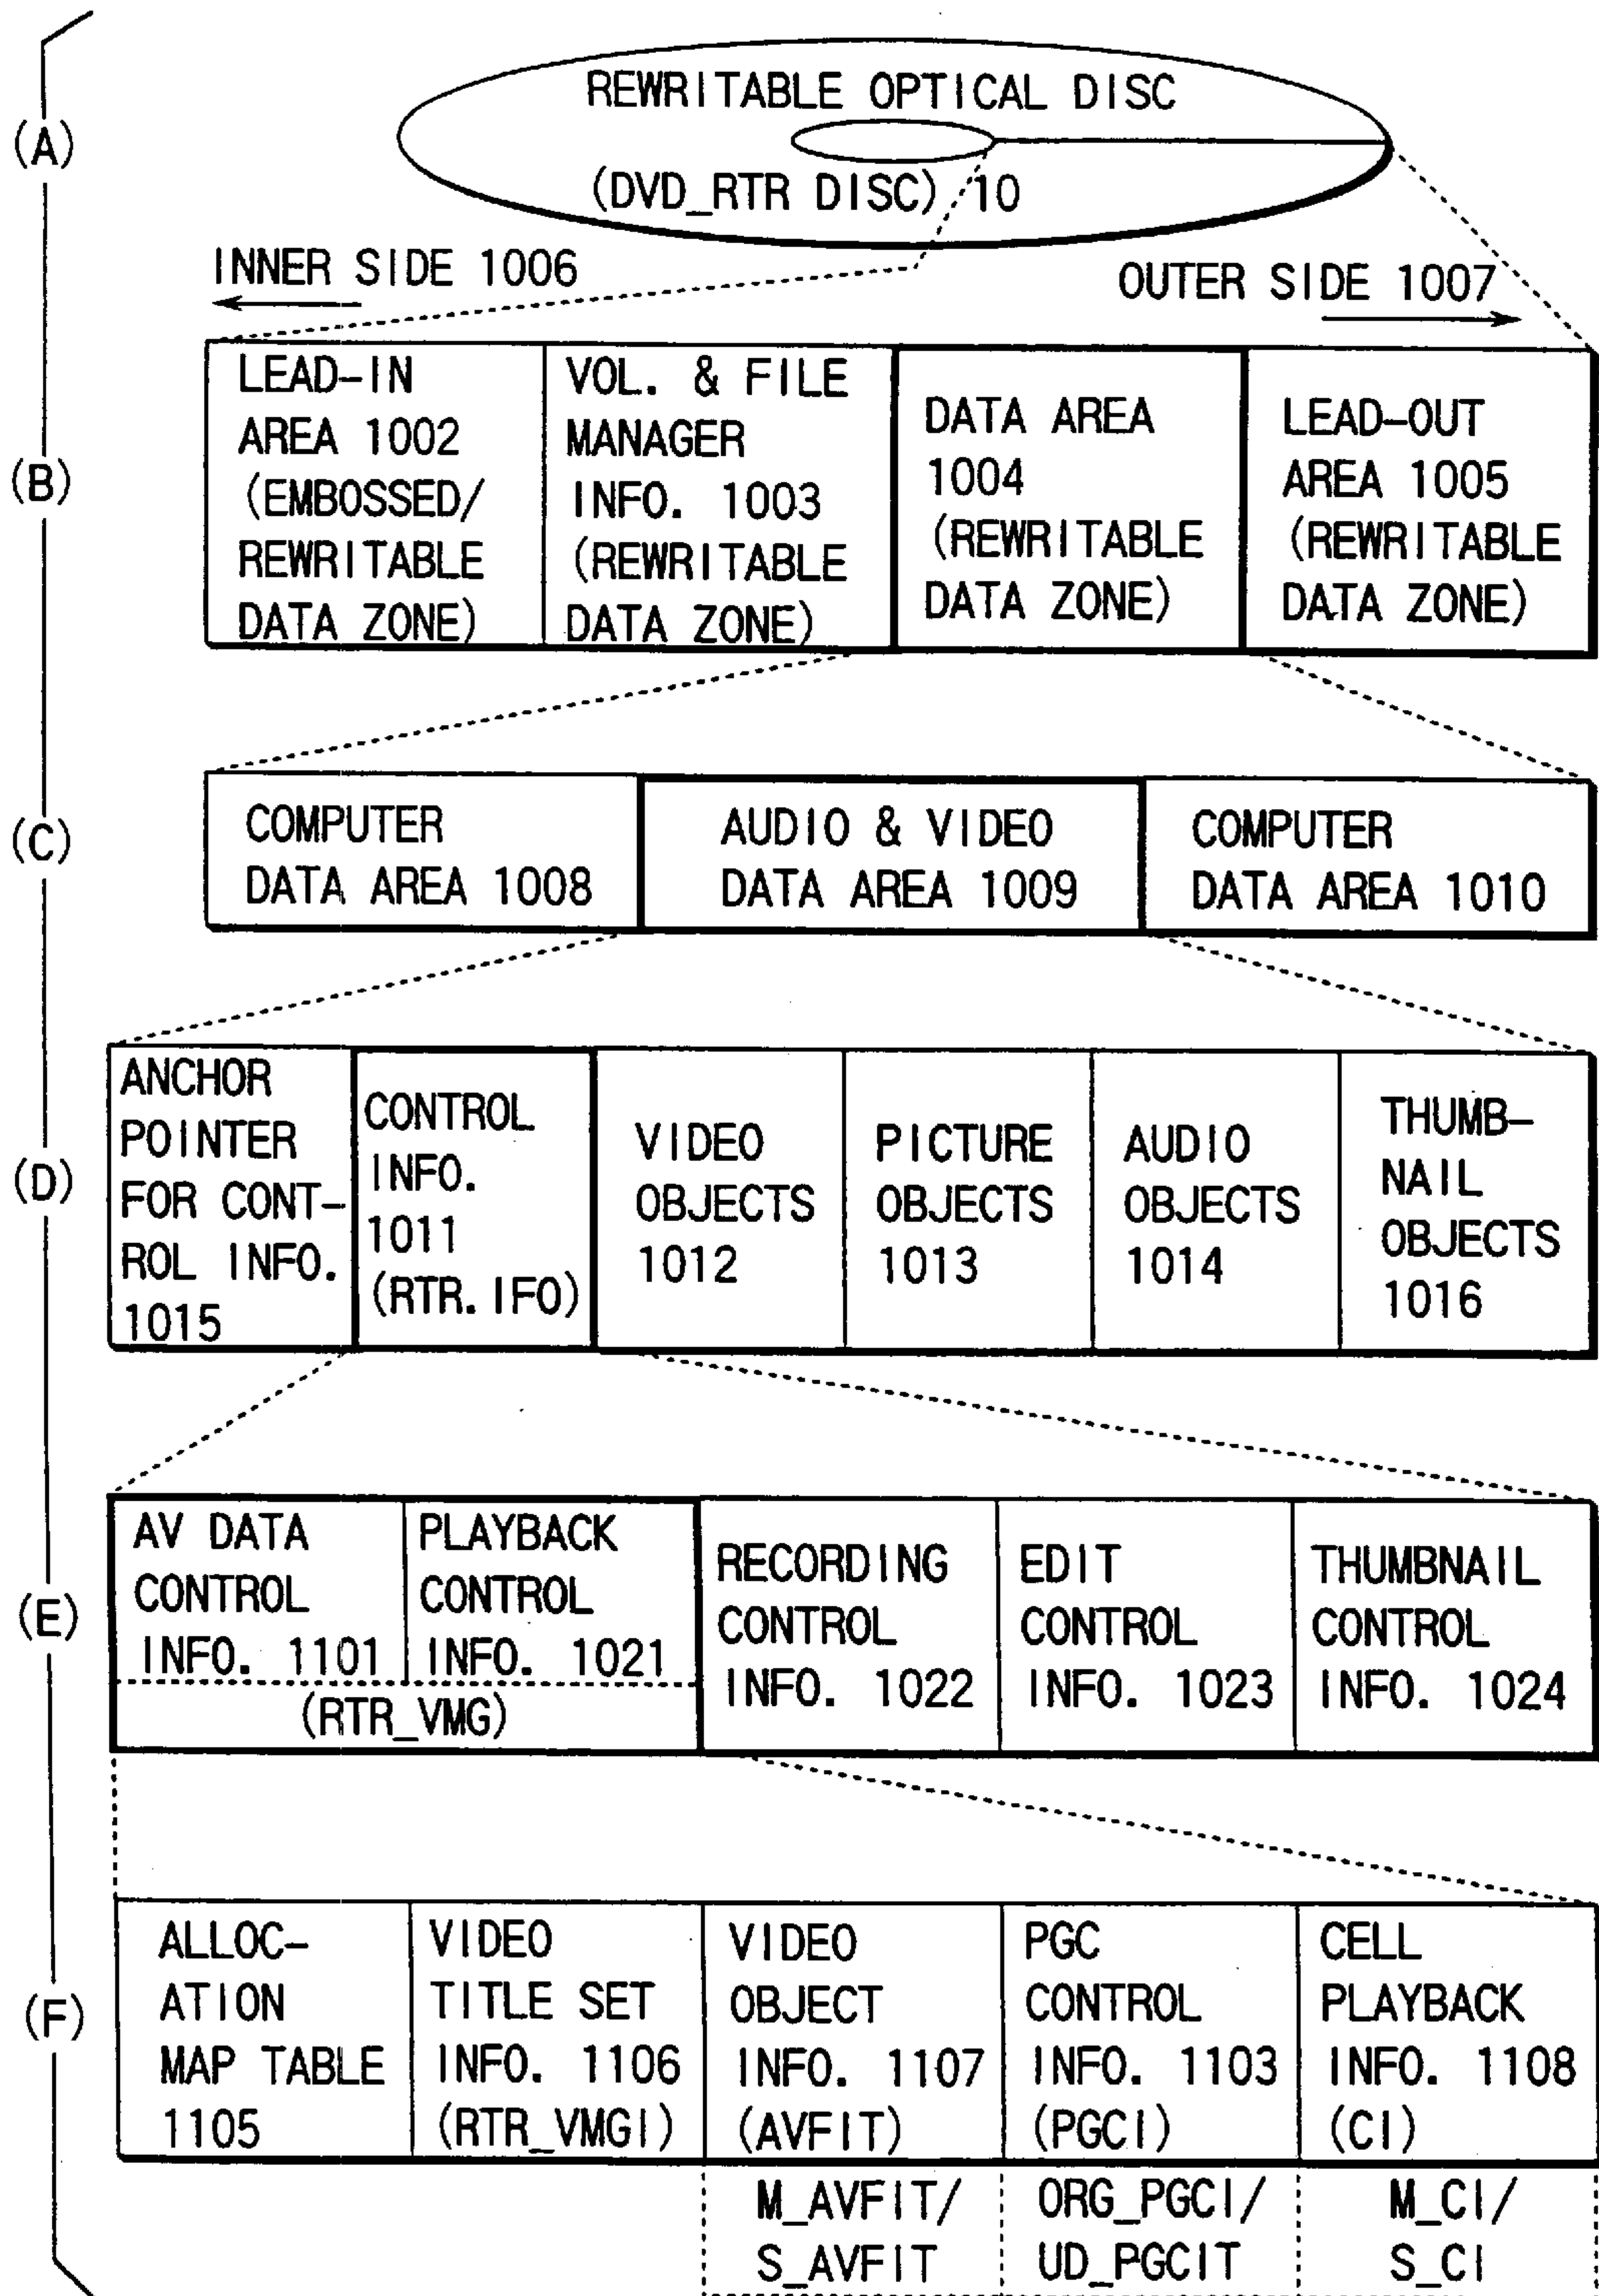 (A)
REWRITABLE OPTICAL DISC
(DVD_RTR DISC) 10
INNER SIDE 1006
OUTER SIDE 1007
(B)
LEAD-IN
AREA 1002
(EMBOSSED/
REWRITABLE
DATA ZONE)
VOL. & FILE
MANAGER
INFO. 1003
(REWRITABLE
DATA ZONE)
DATA AREA
1004
(REWRITABLE
DATA ZONE)
LEAD-OUT
AREA 1005
(REWRITABLE
DATA ZONE)
(C)
COMPUTER
DATA AREA 1008
AUDIO & VIDEO
DATA AREA 1009
COMPUTER
DATA AREA 1010
(D)
ANCHOR
POINTER
FOR CONT-
ROL INFO.
1015
CONTROL
INFO.
1011
(RTR.IFO)
VIDEO
OBJECTS
1012
PICTURE
OBJECTS
1013
AUDIO
OBJECTS
1014
THUMB-
NAIL
OBJECTS
1016
(E)
AV DATA
CONTROL
INFO. 1101
PLAYBACK
CONTROL
INFO. 1021
(RTR_VMG)
RECORDING
CONTROL
INFO. 1022
EDIT
CONTROL
INFO. 1023
THUMBNAIL
CONTROL
INFO. 1024
(F)
ALLOC-
ATION
MAP TABLE
1105
VIDEO
TITLE SET
INFO. 1106
(RTR_VMGI)
VIDEO
OBJECT
INFO. 1107
(AVFIT)
PGC
CONTROL
INFO. 1103
(PGCI)
CELL
PLAYBACK
INFO. 1108
(CI)
M_AVFIT/
S_AVFIT
ORG_PGCI/
UD_PGCIT
M_CI/
S_CI